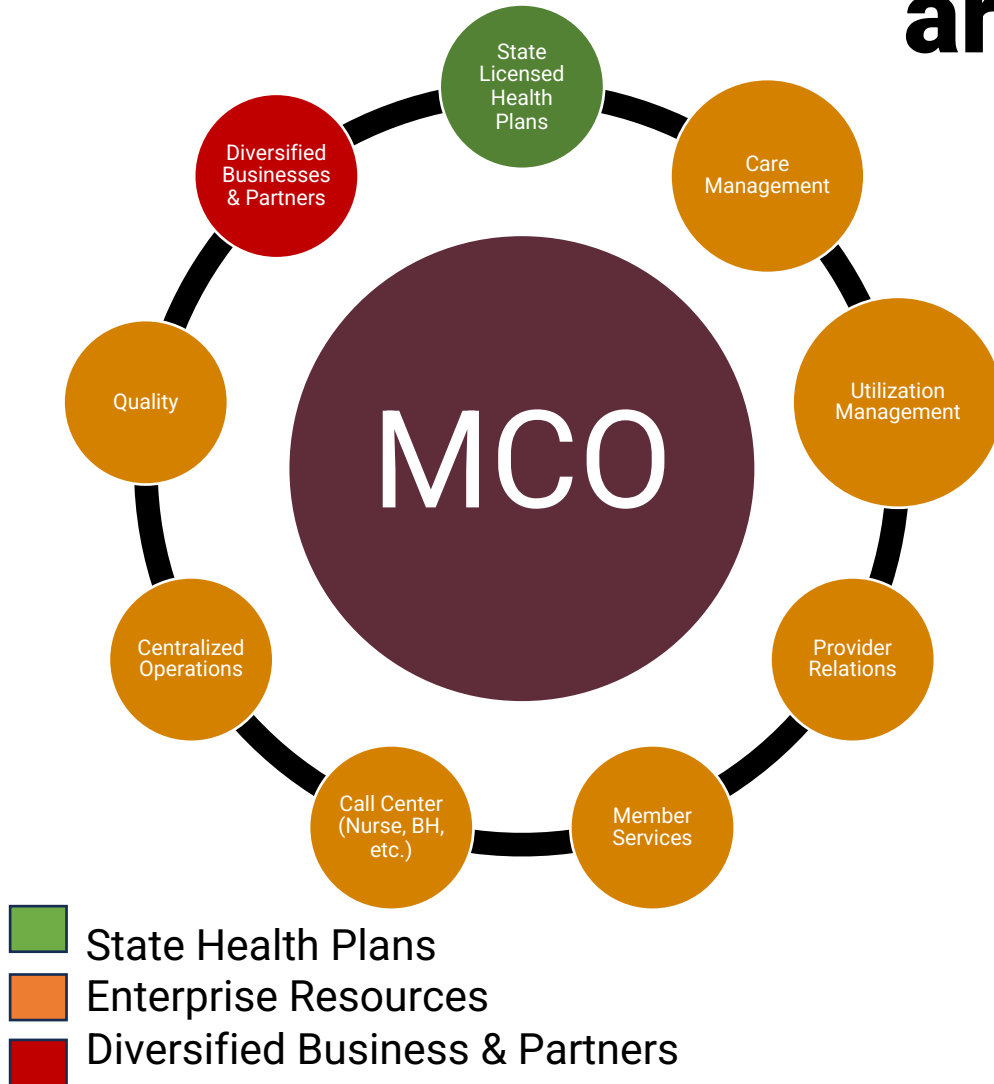 ar
State
Licensed
Health
Plans
Care
Management
Utilization
Management
Provider
Relations
Member
Services
Call Center
(Nurse, BH,
etc.)
Centralized
Operations
Quality
Diversified
Businesses
& Partners
MCO
State Health Plans
Enterprise Resources
Diversified Business & Partners